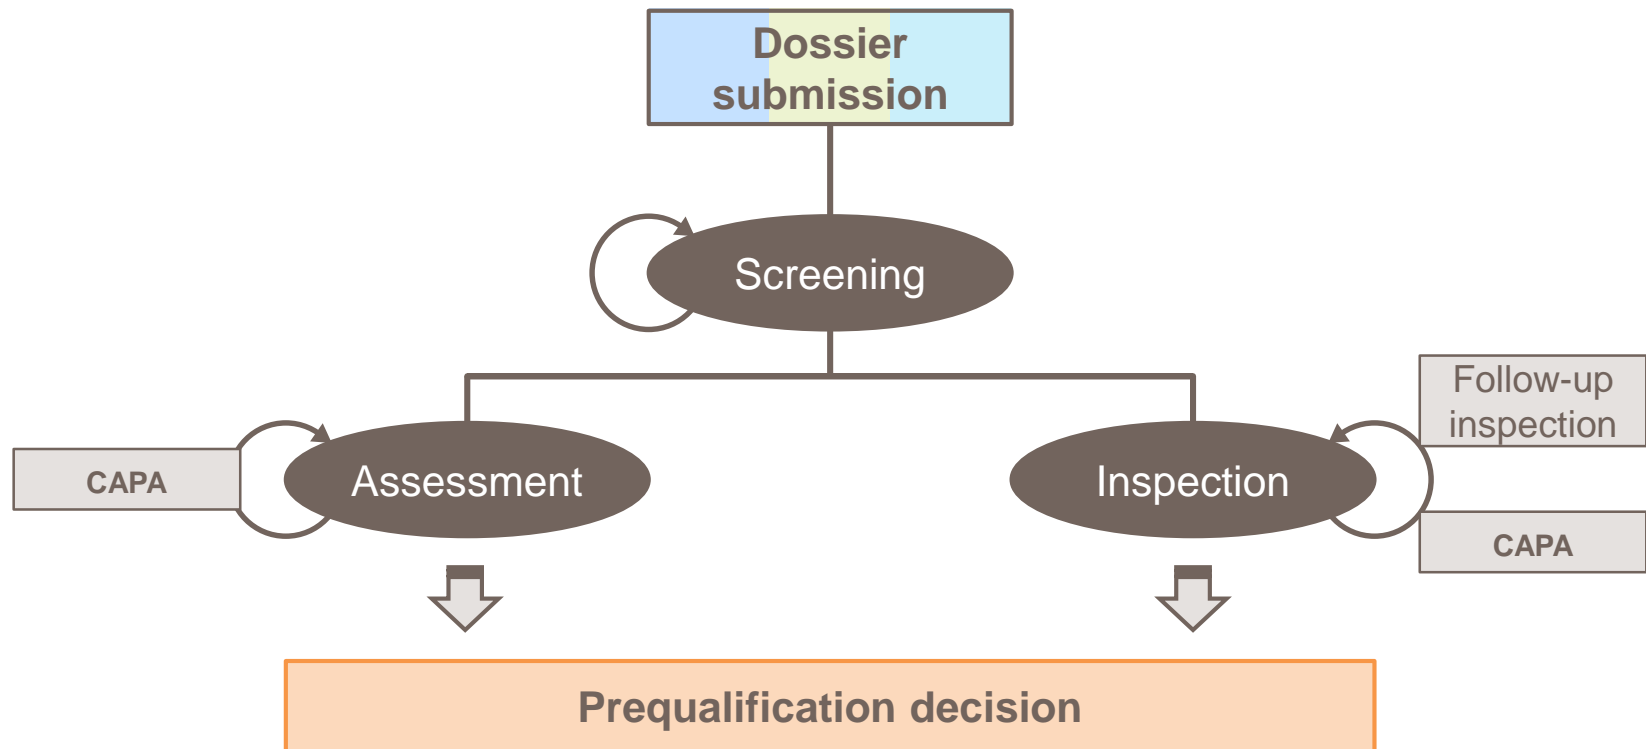 Dossier
submission
Screening
Follow-up
inspection
CAPA
Assessment
Inspection
CAPA
Prequalification decision